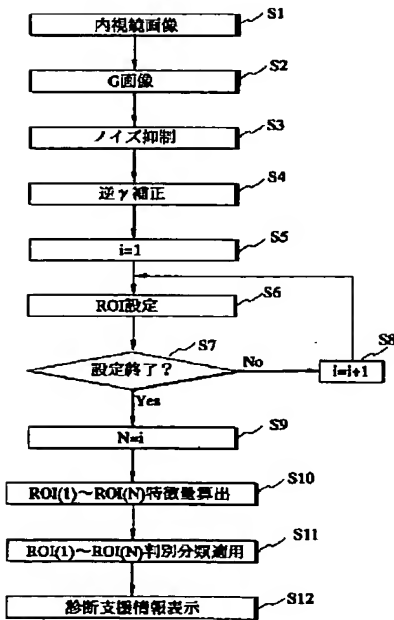 内視鏡画像
S1
G画像
S2
ノイズ抑制
S3
逆γ補正
S4
i=1
S5
ROI設定
S6
設定終了？
S7
No
i=i+1
S8
Yes
N=i
S9
ROI(1)～ROI(N)特徴量算出
S10
ROI(1)～ROI(N)判別分類適用
S11
診断支援情報表示
S12